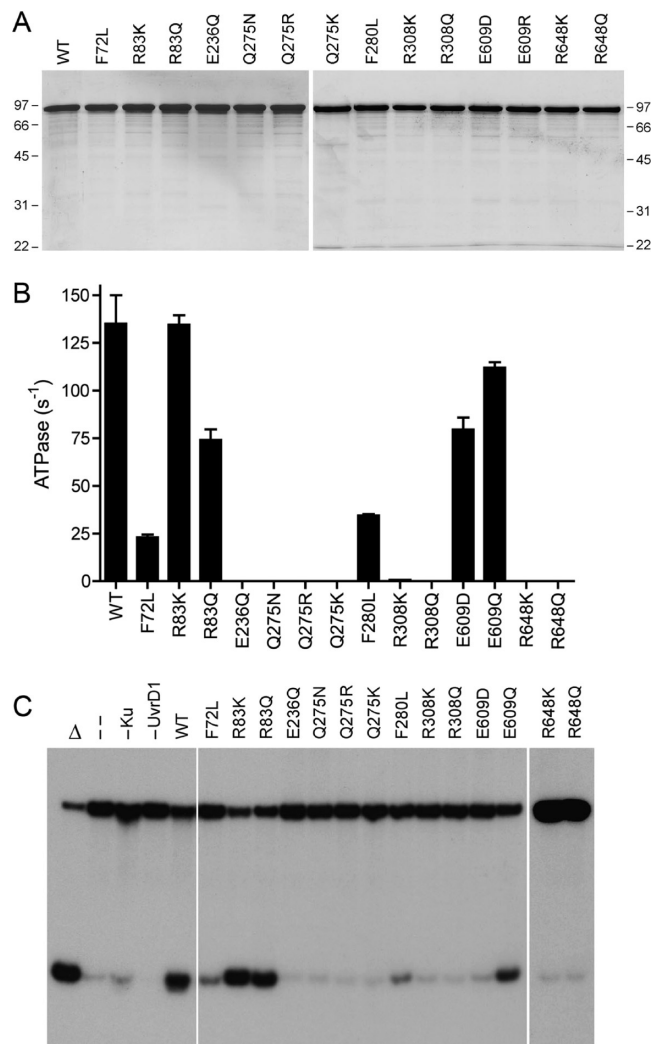 A
WT F72L R83K R83Q E236Q Q275N Q275R Q275K F280L R308K R308Q E609D E609R R648K R648Q
97 – – 97
66 – – 66
45 – – 45
31 – – 31
22 – – 22
B
ATPase (s⁻¹)
150
125
100
75
50
25
0
WT F72L R83K R83Q E236Q Q275N Q275R Q275K F280L R308K R308Q E609D E609Q R648K R648Q
C
Δ – – –Ku –UvrD1 WT F72L R83K R83Q E236Q Q275N Q275R Q275K F280L R308K R308Q E609D E609Q R648K R648Q